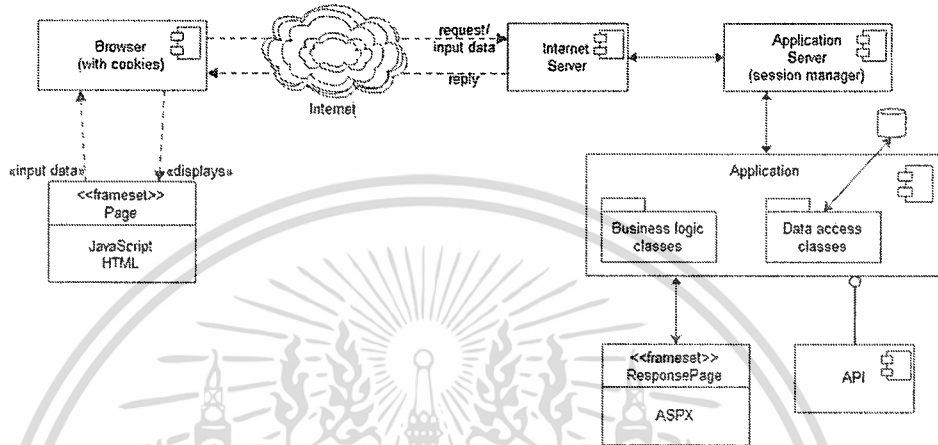 Browser
(with cookies)
request/
input data
reply
Internet
Internet
Server
Application
Server
(session manager)
«input data»
«displays»
<<frameset>>
Page
JavaScript
HTML
Application
Business logic
classes
Data access
classes
<<frameset>>
ResponsePage
ASPX
API